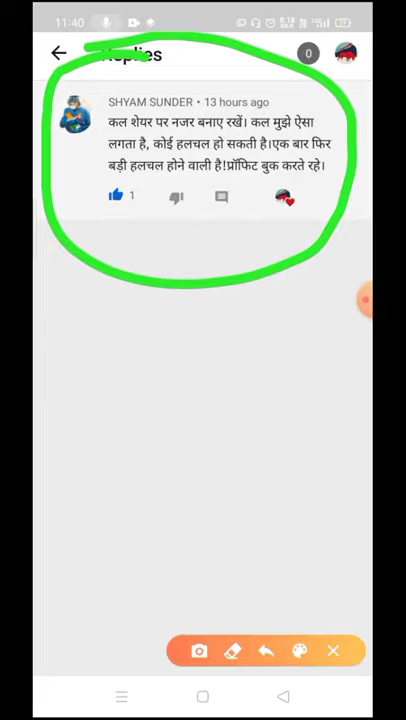 11:40
Replies
0
SHYAM SUNDER • 13 hours ago
कल शेयर पर नजर बनाए रखें। कल मुझे ऐसा
लगता है, कोई हलचल हो सकती है।एक बार फिर
बड़ी हलचल होने वाली है!प्रॉफिट बुक करते रहे।
1